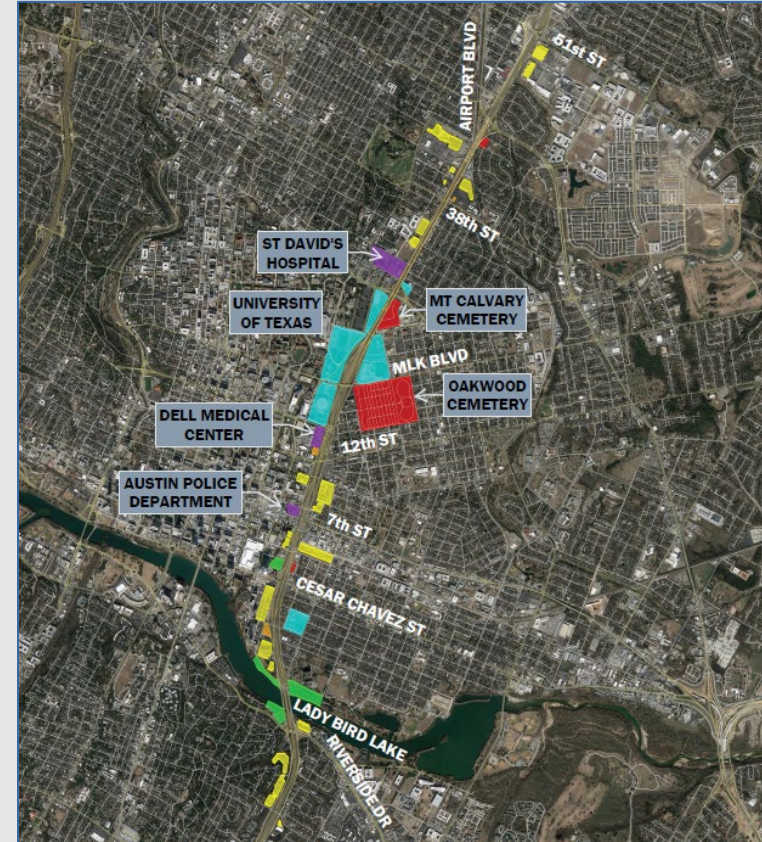 AIRPORT BLVD
51st ST
38th ST
ST DAVID'S
HOSPITAL
UNIVERSITY
OF TEXAS
MT CALVARY
CEMETERY
MLK BLVD
OAKWOOD
CEMETERY
DELL MEDICAL
CENTER
12th ST
AUSTIN POLICE
DEPARTMENT
7th ST
CESAR CHAVEZ ST
LADY BIRD LAKE
RIVERSIDE DR